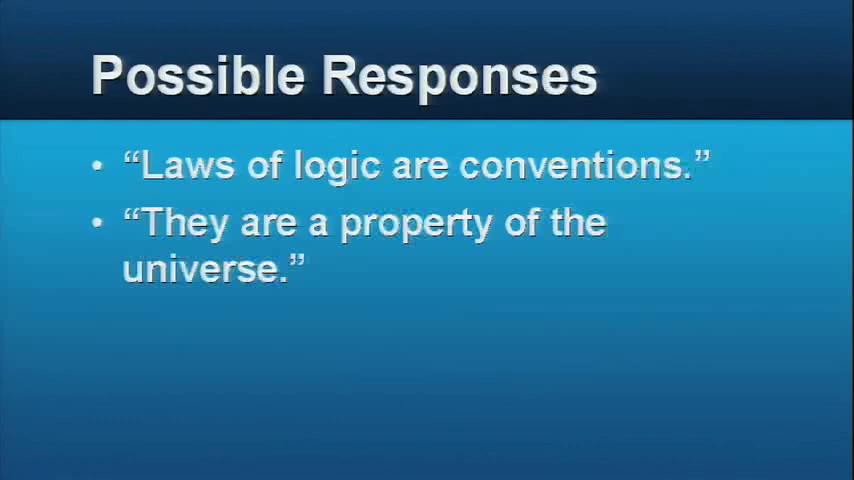 Possible Responses
• “Laws of logic are conventions.”
• “They are a property of the
universe.”